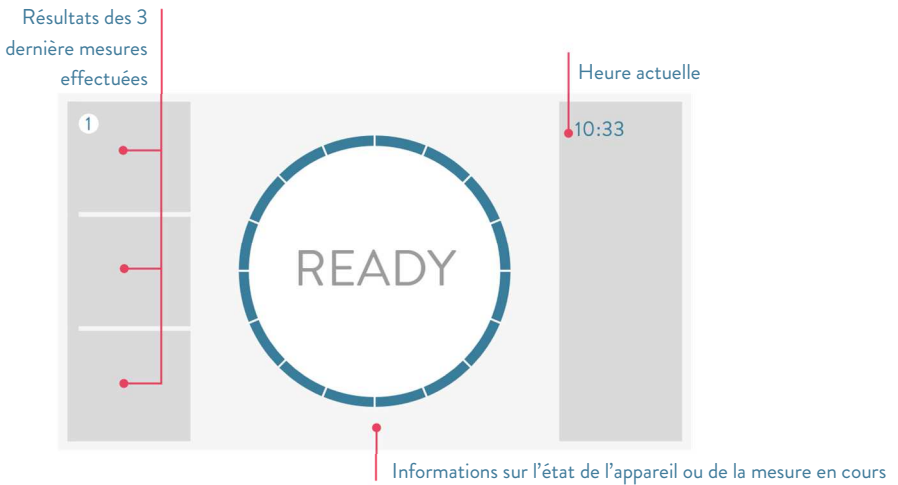 Résultats des 3
dernière mesures
effectuées
Heure actuelle
1
10:33
READY
Informations sur l'état de l'appareil ou de la mesure en cours